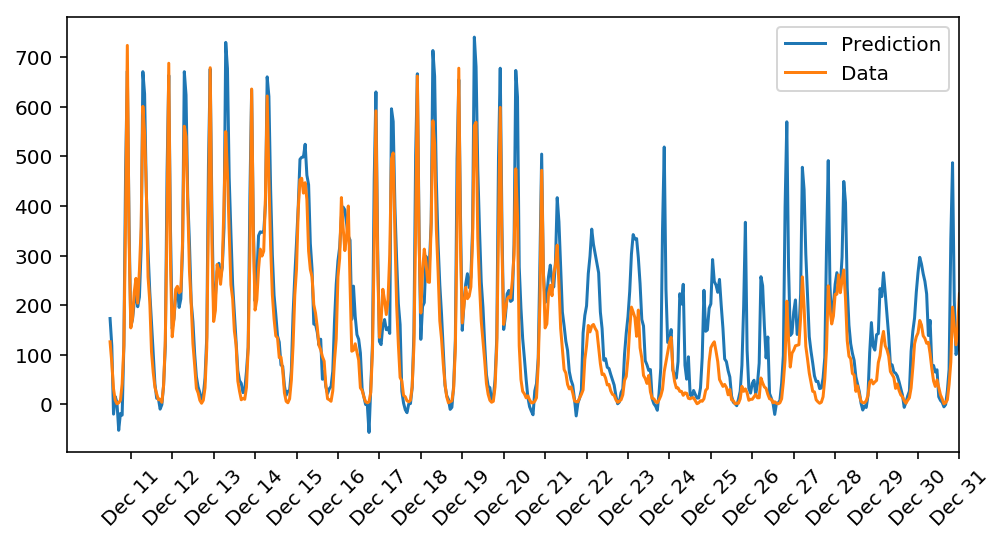 Prediction
Data
700
600
500
400
300
200
100
0
Dec 11
Dec 12
Dec 13
Dec 14
Dec 15
Dec 16
Dec 17
Dec 18
Dec 19
Dec 20
Dec 21
Dec 22
Dec 23
Dec 24
Dec 25
Dec 26
Dec 27
Dec 28
Dec 29
Dec 30
Dec 31